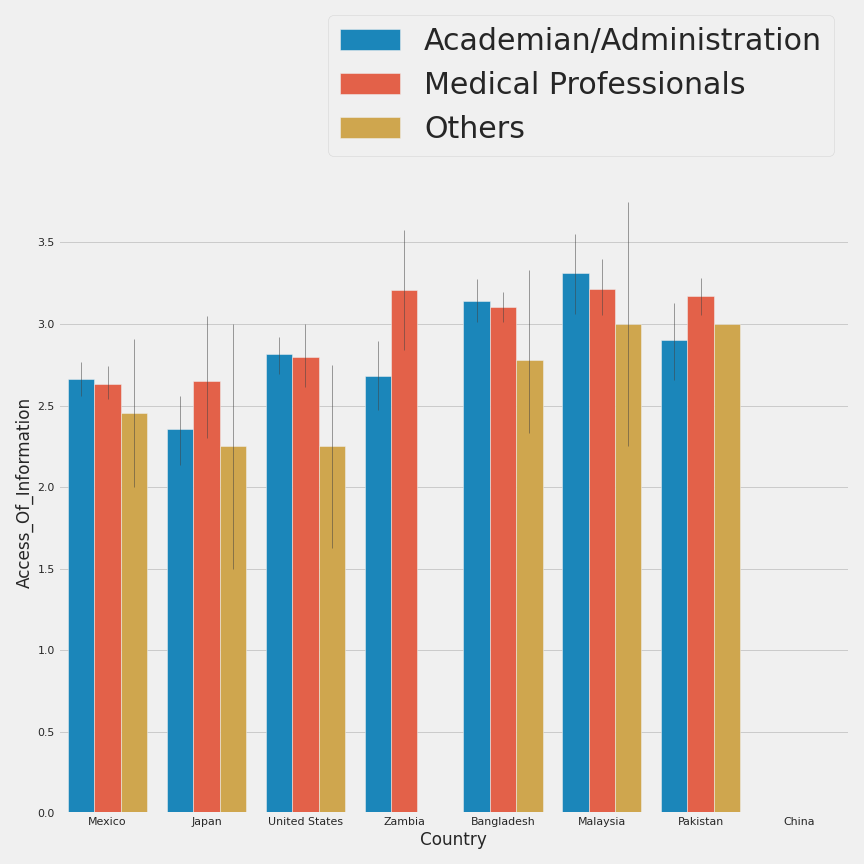 Academian/Administration
Medical Professionals
Others
3.5
3.0
2.5
2.0
1.5
1.0
0.5
0.0
Access_Of_Information
Mexico Japan United States Zambia Bangladesh Malaysia Pakistan China
Country